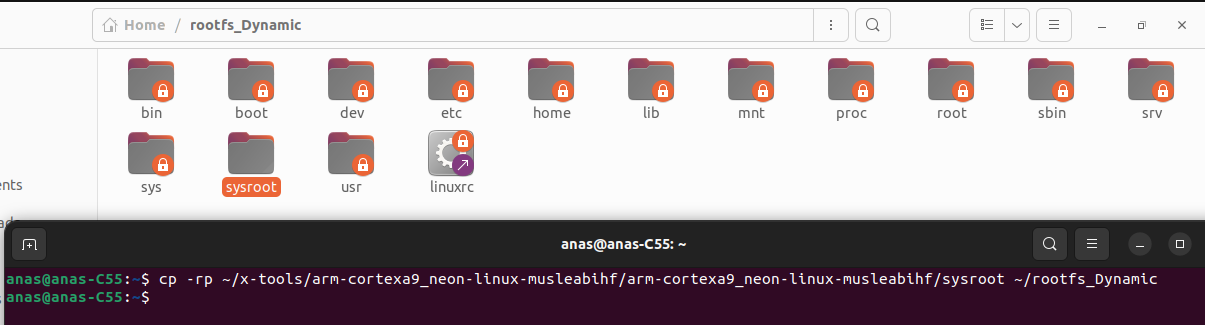 Home / rootfs_Dynamic
bin boot dev etc home lib mnt proc root sbin srv
sys sysroot usr linuxrc
ents
anas@anas-C55: ~
anas@anas-C55:~$ cp -rp ~/x-tools/arm-cortexa9_neon-linux-musleabihf/arm-cortexa9_neon-linux-musleabihf/sysroot ~/rootfs_Dynamic
anas@anas-C55:~$